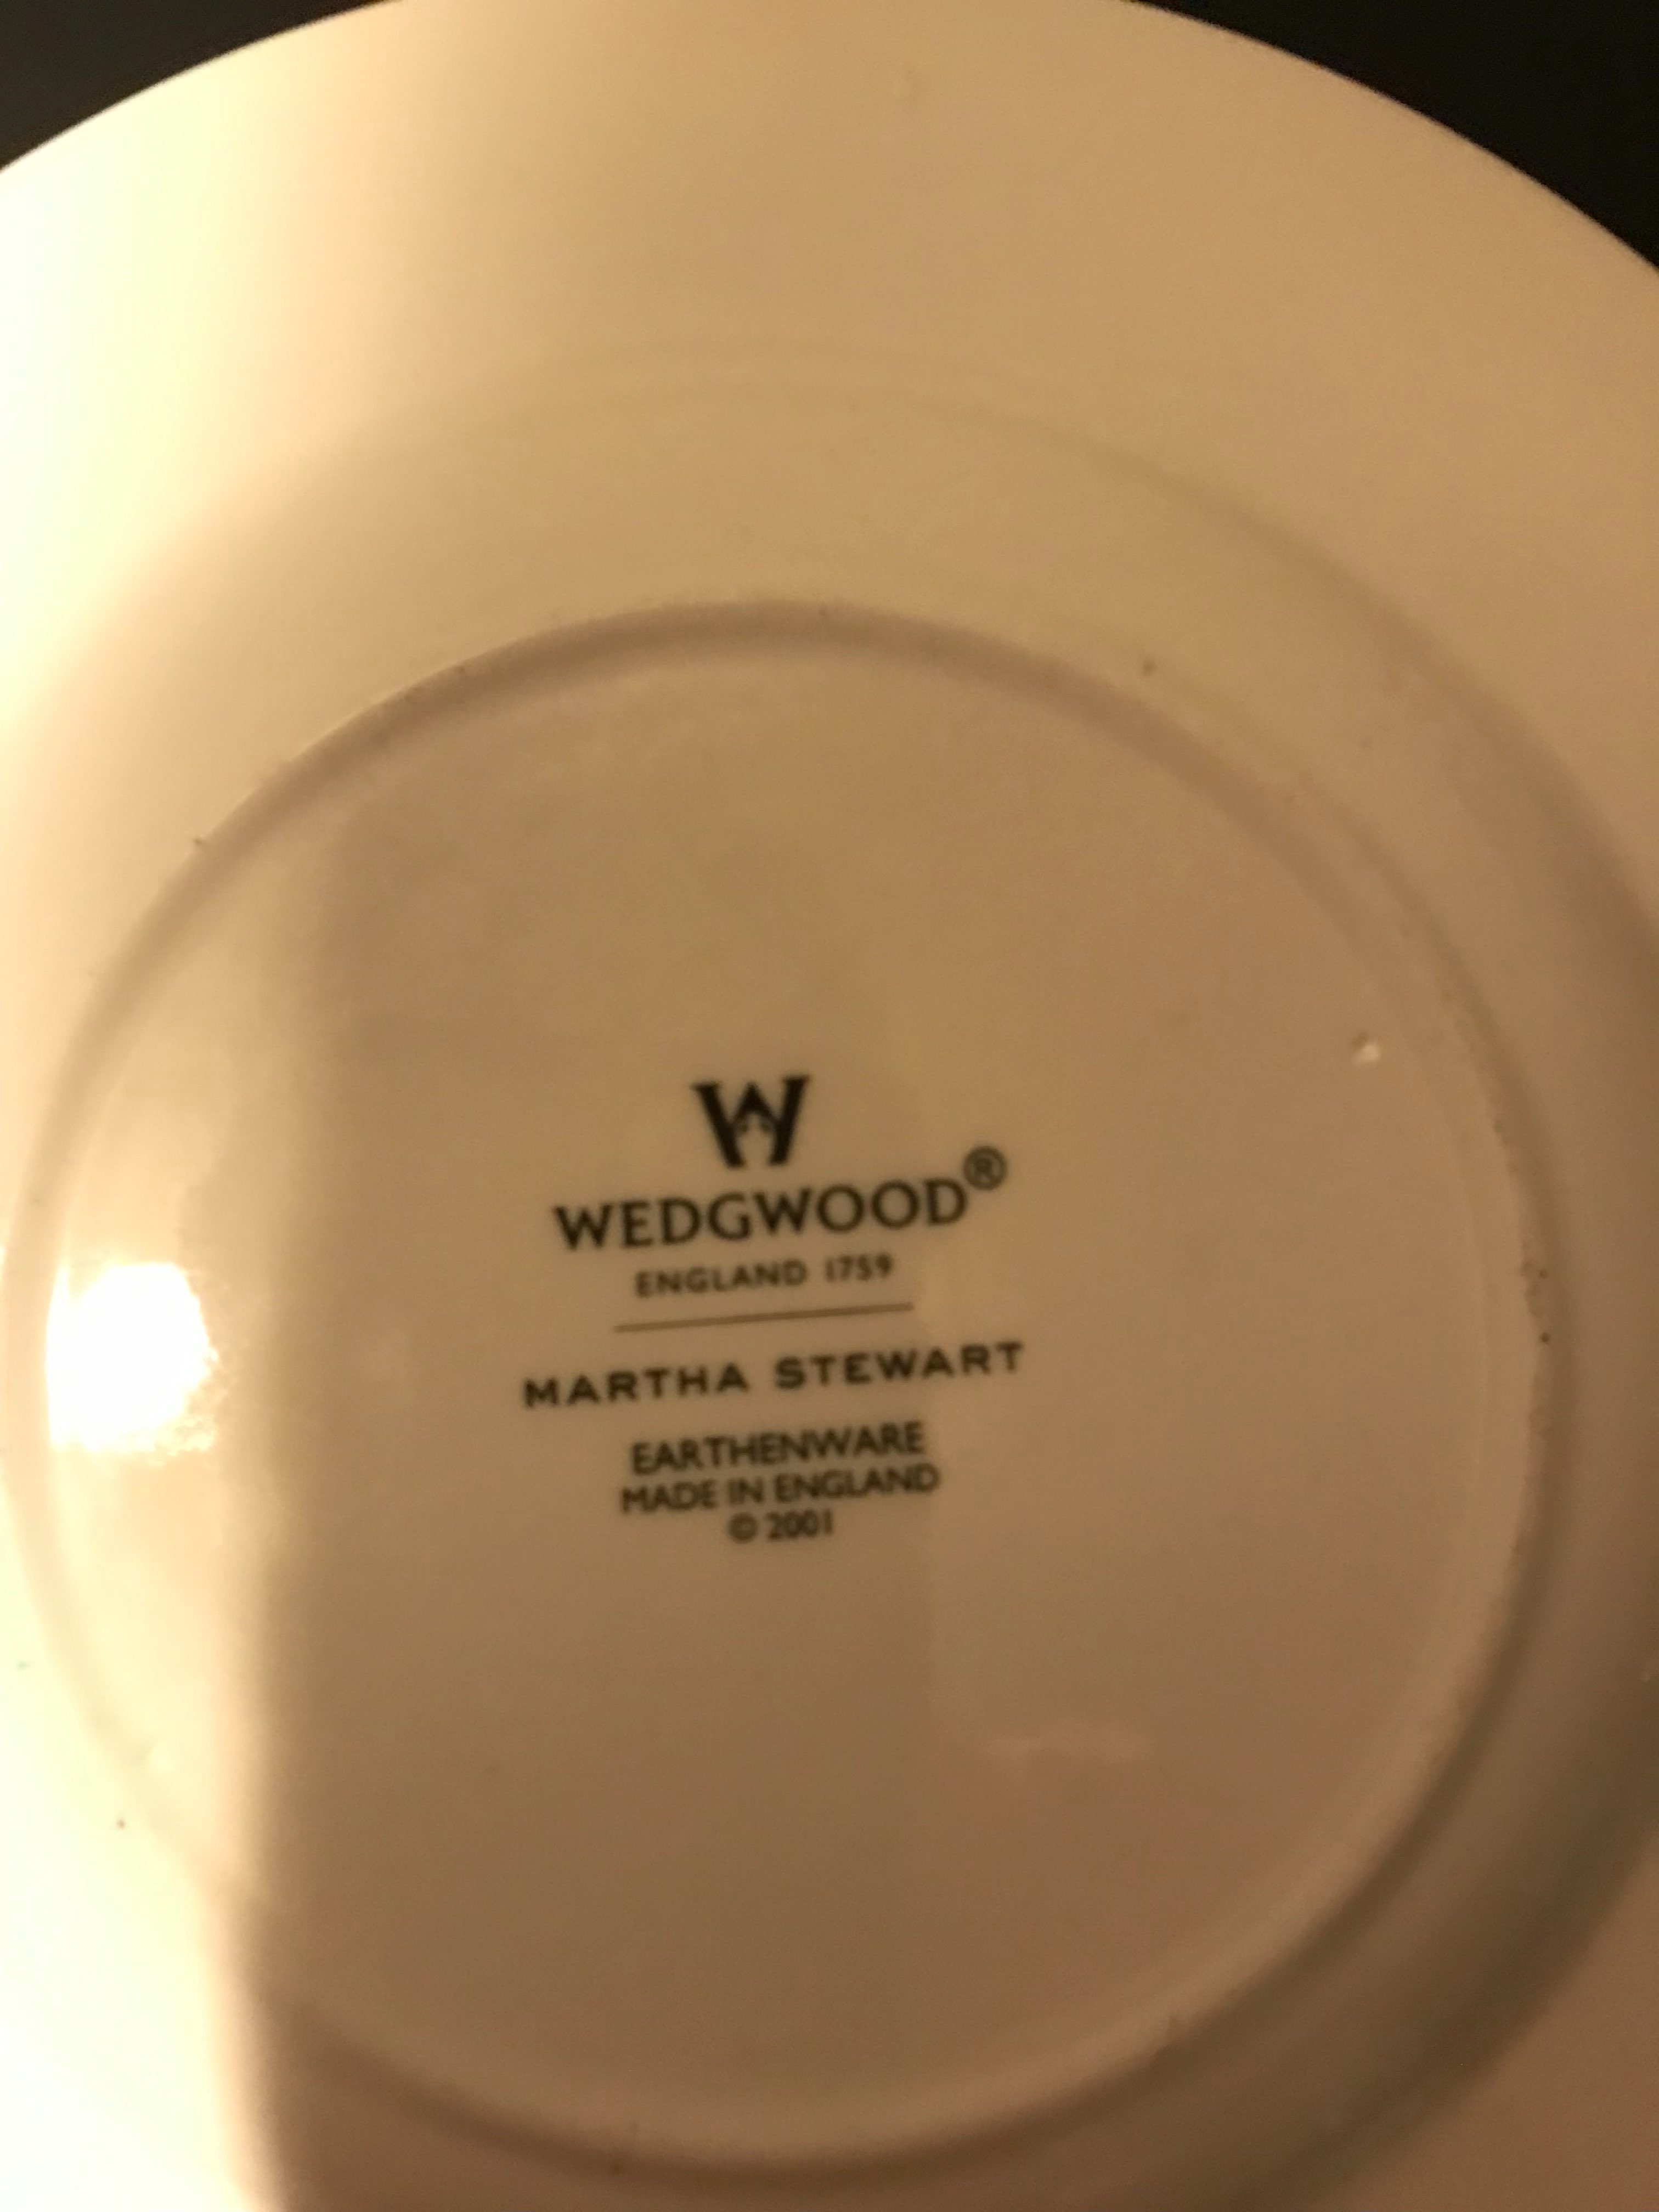 W
WEDGWOOD®
ENGLAND 1759
MARTHA STEWART
EARTHENWARE
MADE IN ENGLAND
© 2001